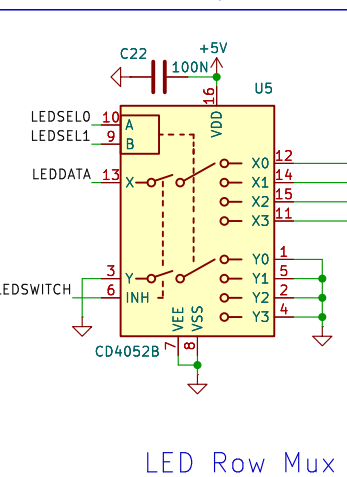 +5V
C22
100N
U5
16
VDD
LEDSEL0 10 A
LEDSEL1 9 B
LEDDATA 13 X
X0 12
X1 14
X2 15
X3 11
Y0 1
3 Y Y1 5
EDSWITCH 6 INH Y2 2
Y3 4
VEE
VSS
CD4052B
7
8
LED Row Mux